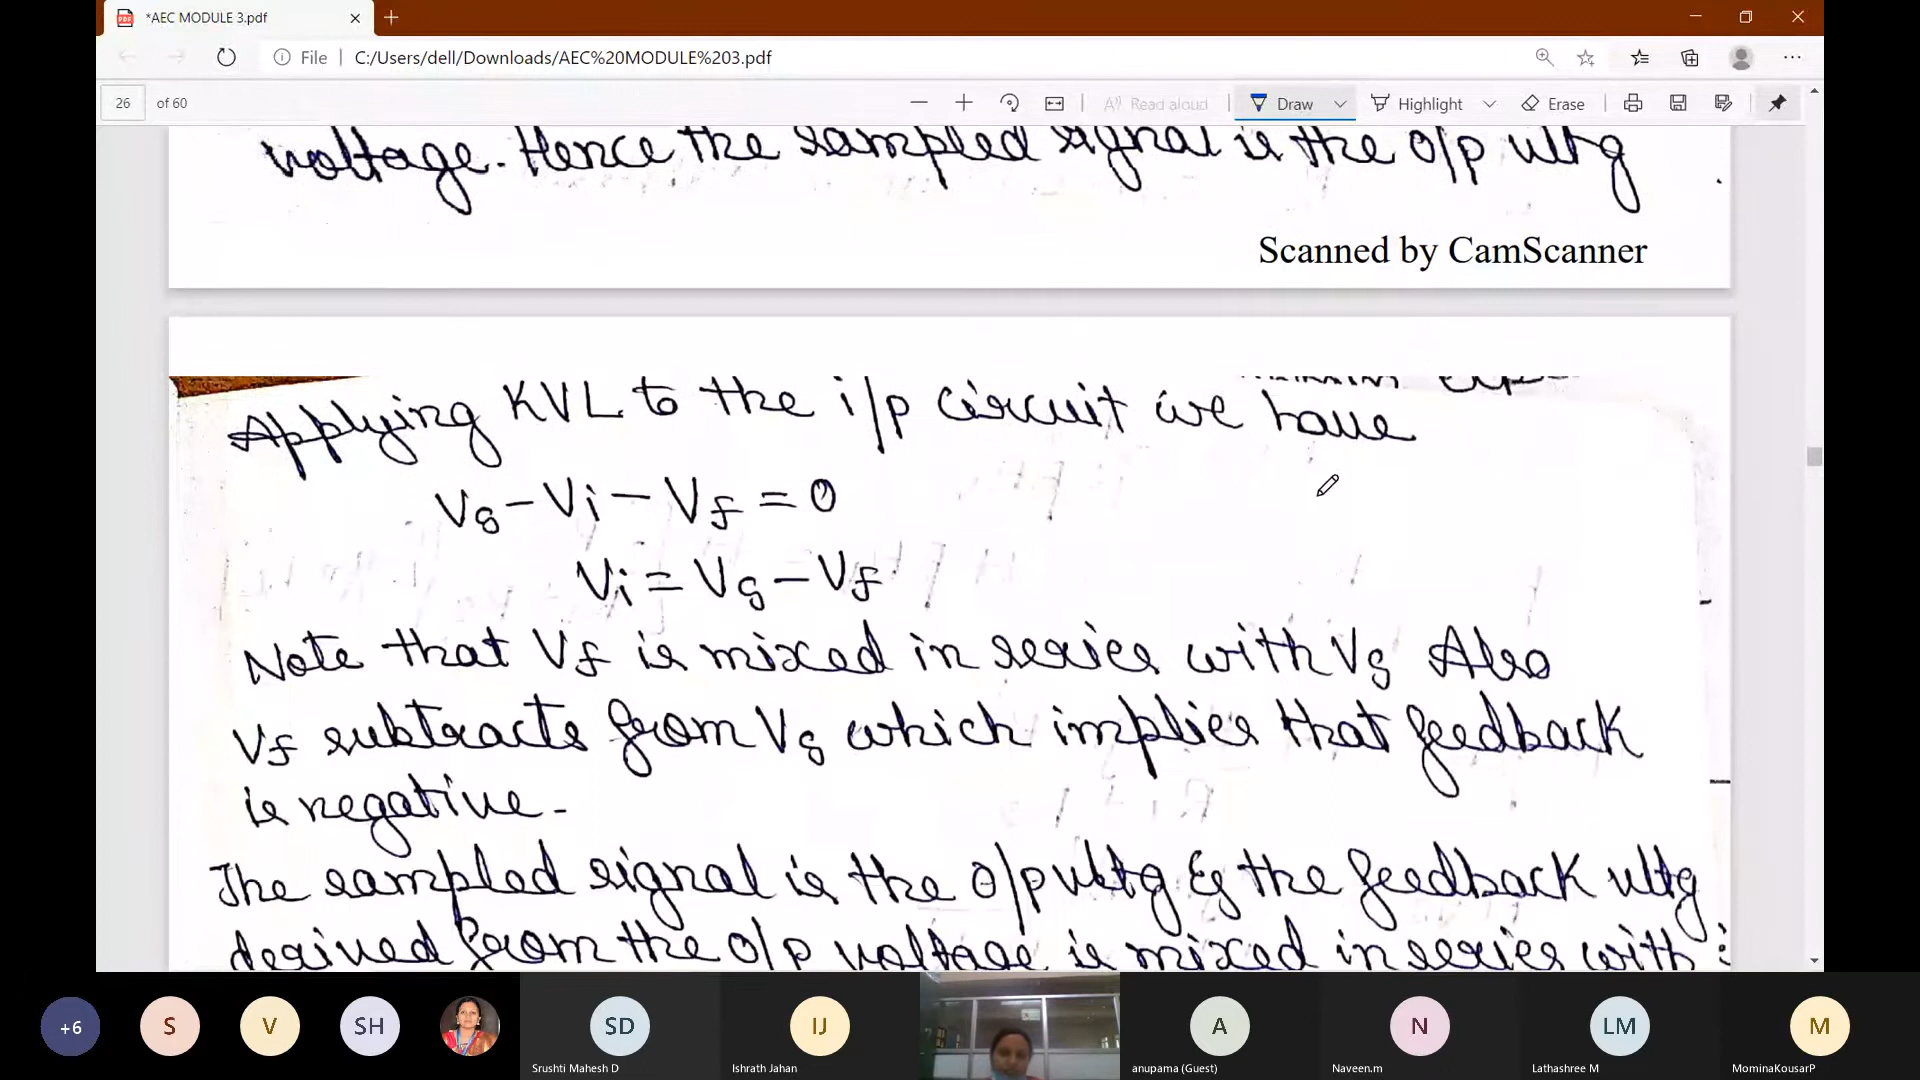 *AEC MODULE 3.pdf
File | C:/Users/dell/Downloads/AEC%20MODULE%203.pdf
26 of 60
Read aloud
Draw
Highlight
Erase
voltage. Hence the sampled signal is the o/p vltg
Scanned by CamScanner
Applying KVL to the i/p circuit we have
Vs - Vi - Vf = 0
Vi = Vs - Vf
Note that Vf is mixed in series with Vs Also
Vf subtracts from Vs which implies that feedback
is negative.
The sampled signal is the o/p vltg & the feedback vltg
derived from the o/p voltage is mixed in series with
+6
S
V
SH
SD
IJ
A
N
LM
M
Srushti Mahesh D
Ishrath Jahan
anupama (Guest)
Naveen.m
Lathashree M
MominaKousarP